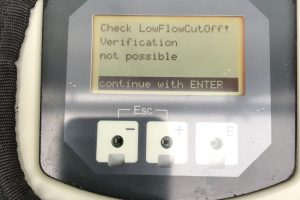 Check LowFlowCutOff!
Verification
not possible
continue with ENTER
Esc
- + E